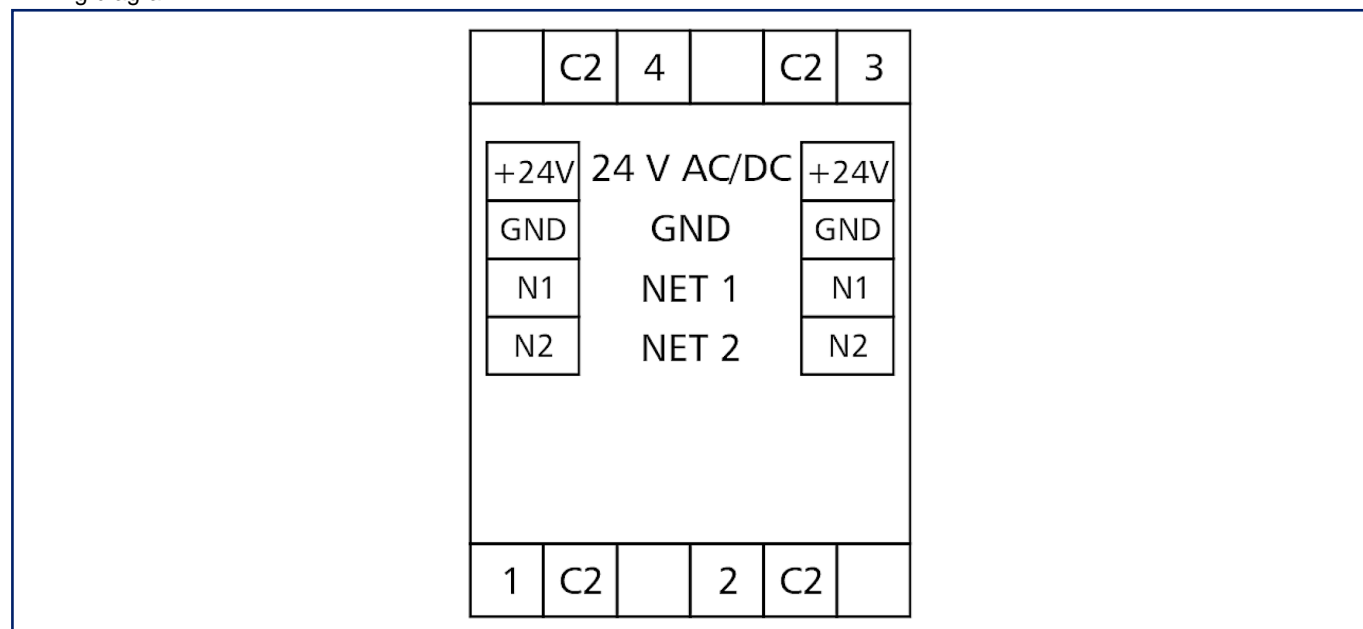 C2 4 C2 3
+24V 24 V AC/DC +24V
GND GND GND
N1 NET 1 N1
N2 NET 2 N2
1 C2 2 C2